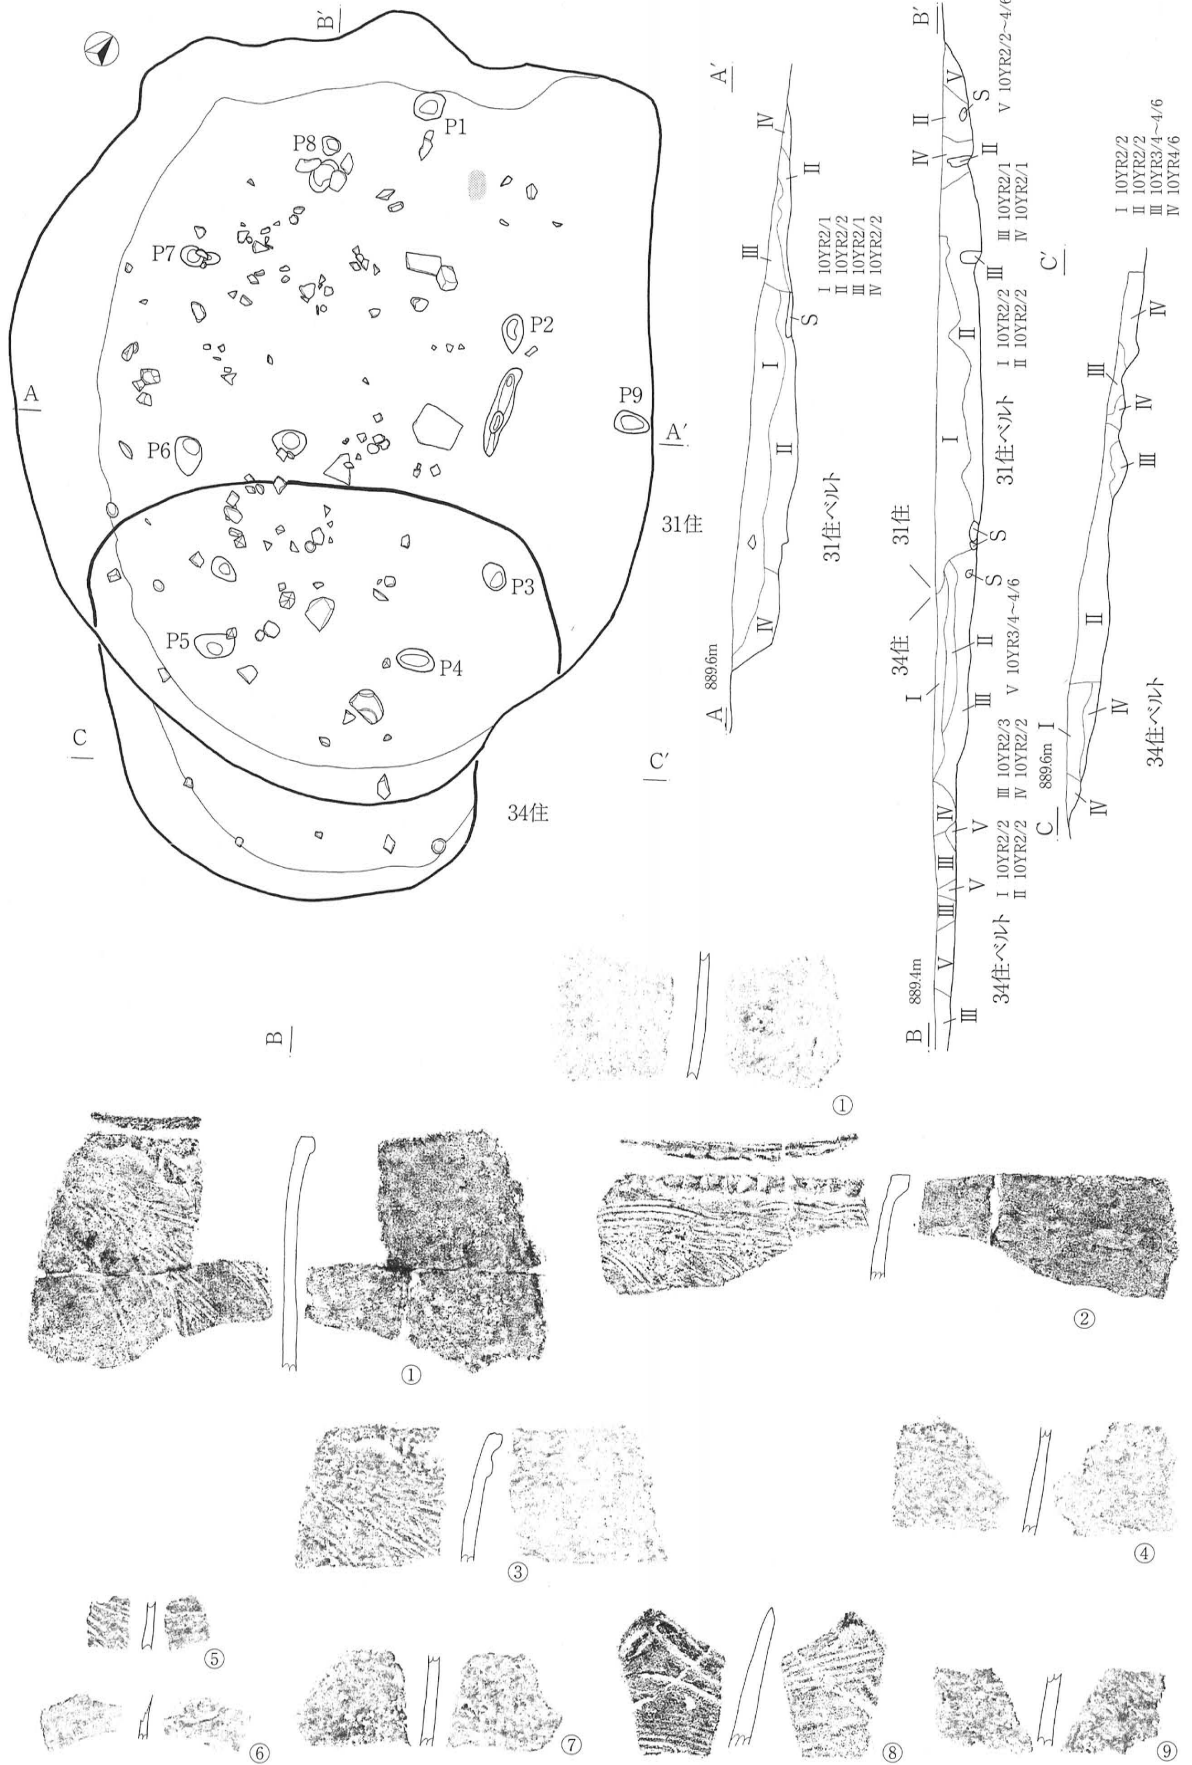 B′
P1
P8
P7
P2
A
P9
A′
P6
31住
P3
P5
P4
C
C′
34住
B
A′
Ⅳ
Ⅱ
Ⅲ
Ⅰ 10YR2/1
Ⅱ 10YR2/2
Ⅲ 10YR2/1
Ⅳ 10YR2/2
S
Ⅰ
Ⅱ
Ⅳ
31住ベルト
889.6m
A
B′
Ⅴ
S
Ⅴ 10YR2/2~4/6
Ⅱ
Ⅳ
Ⅱ
Ⅲ 10YR2/1
Ⅳ 10YR2/1
Ⅲ
Ⅰ 10YR2/2
Ⅱ 10YR2/2
Ⅱ
Ⅰ
31住ベルト
31住
S
S
34住
Ⅱ
Ⅴ 10YR3/4~4/6
Ⅰ
Ⅲ
Ⅲ 10YR2/3
Ⅳ 10YR2/2
Ⅳ
Ⅴ
Ⅲ
Ⅴ
Ⅲ
Ⅰ 10YR2/2
Ⅱ 10YR2/2
34住ベルト
Ⅴ
889.4m
Ⅲ
B
Ⅰ 10YR2/2
Ⅱ 10YR2/2
Ⅲ 10YR3/4~4/6
Ⅳ 10YR4/6
C′
Ⅳ
Ⅲ
Ⅳ
Ⅲ
Ⅱ
Ⅳ
34住ベルト
Ⅰ
889.6m
Ⅳ
C
①
①
②
③
④
⑤
⑥
⑦
⑧
⑨